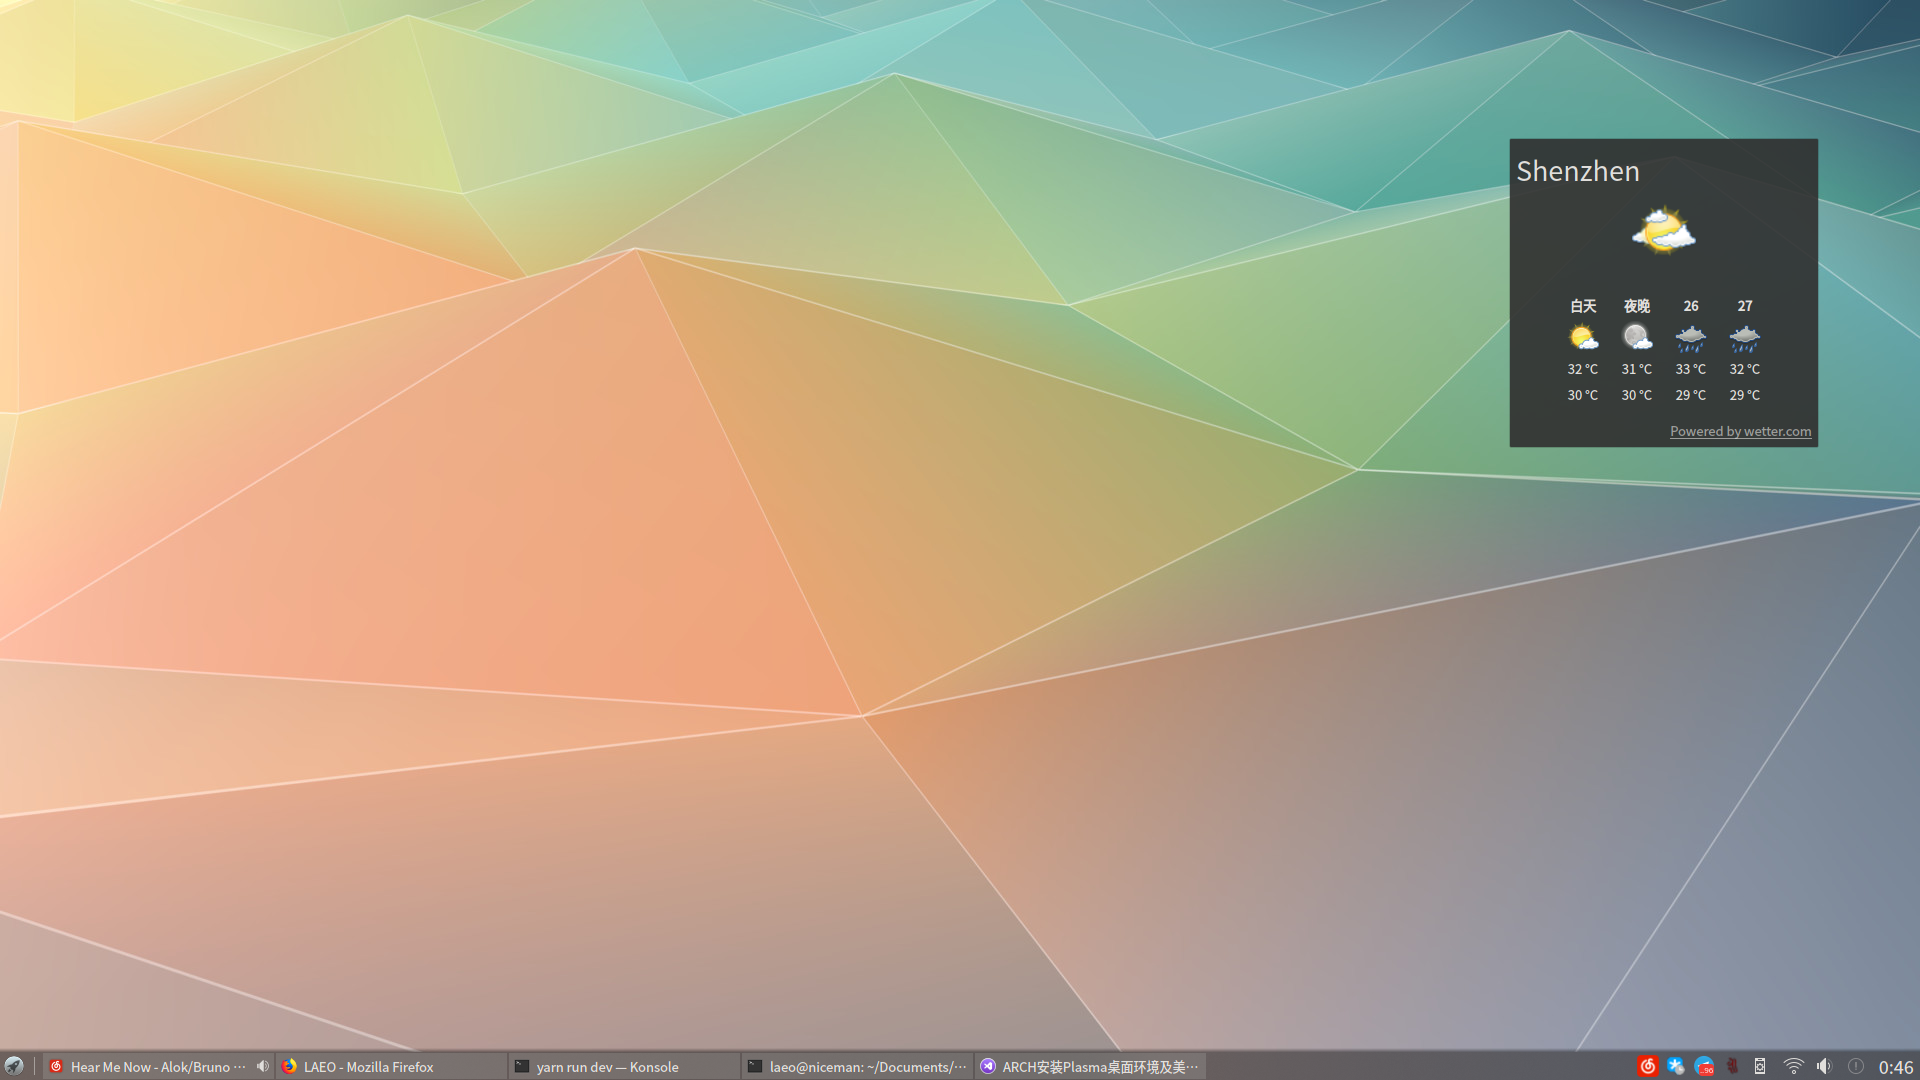 Shenzhen
白天 夜晚 26 27
32 °C 31 °C 33 °C 32 °C
30 °C 30 °C 29 °C 29 °C
Powered by wetter.com
Hear Me Now - Alok/Bruno ··· LAEO - Mozilla Firefox yarn run dev — Konsole laeo@niceman: ~/Documents/··· ARCH安装Plasma桌面环境及美··· 96 0:46